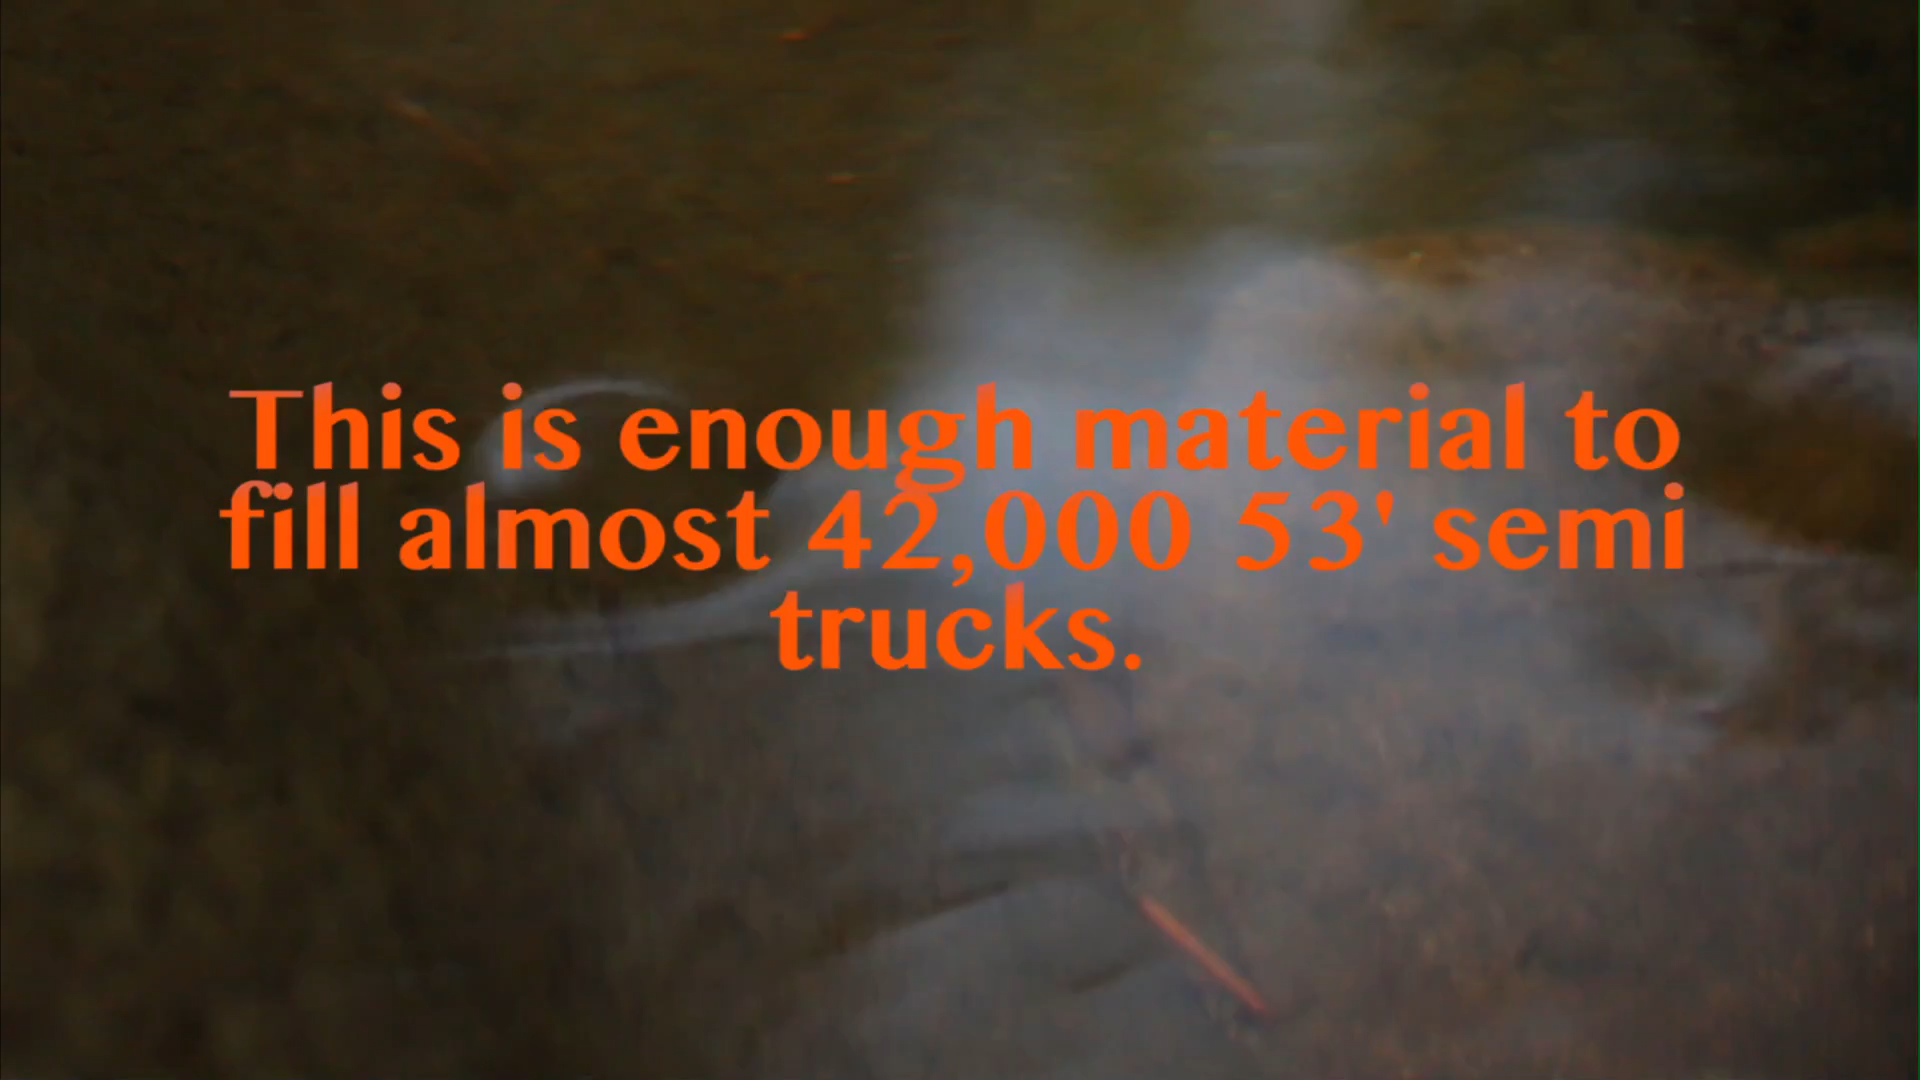 This is enough material to
fill almost 42,000 53' semi
trucks.